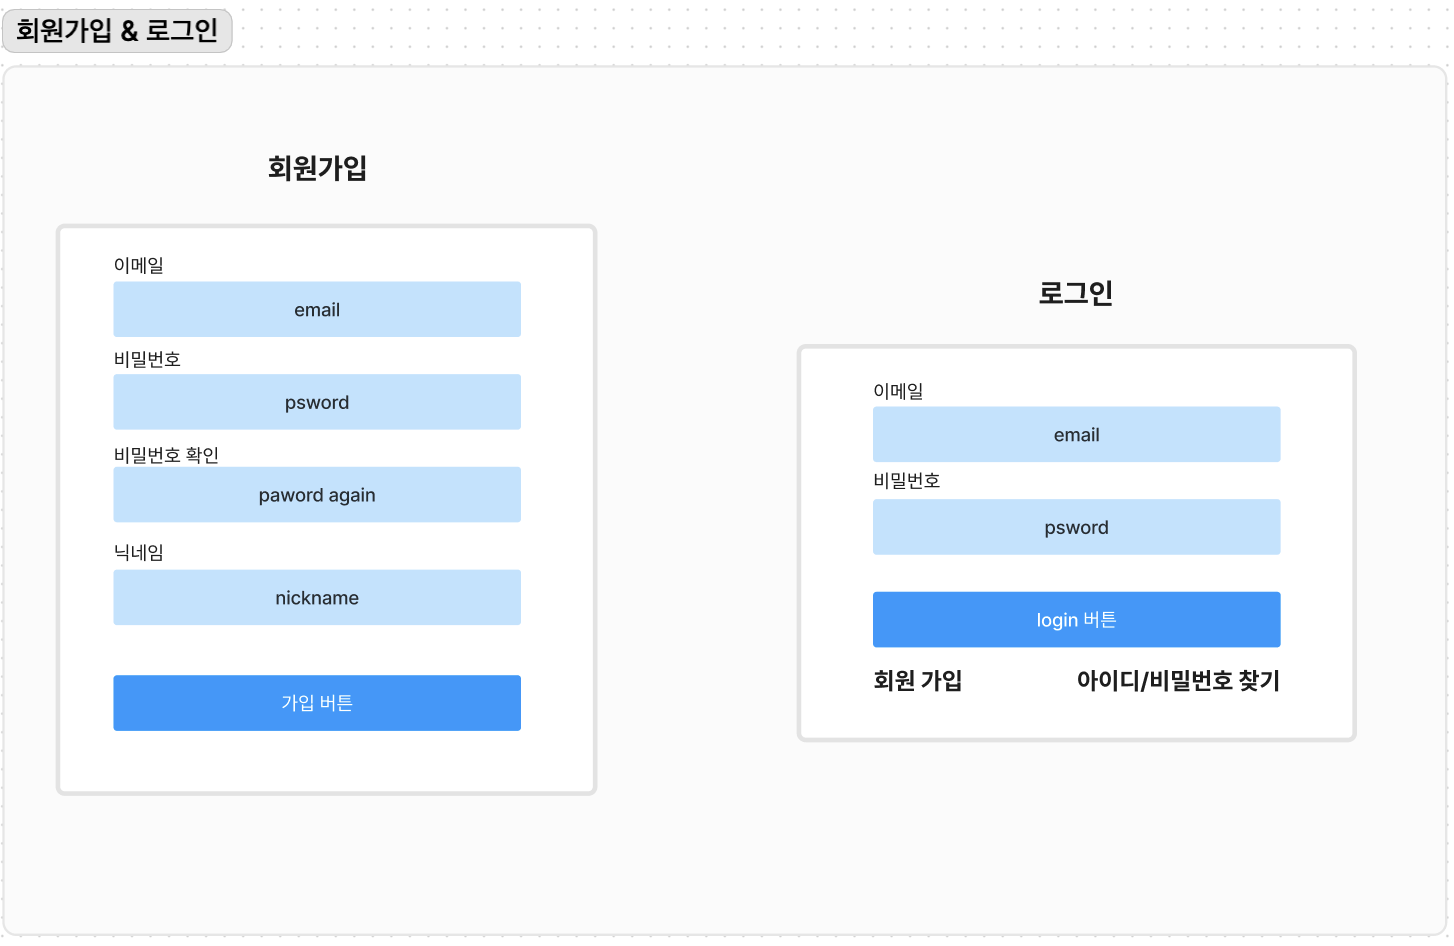 회원가입 & 로그인
회원가입
이메일
email
비밀번호
psword
비밀번호 확인
paword again
닉네임
nickname
가입 버튼
로그인
이메일
email
비밀번호
psword
login 버튼
회원 가입
아이디/비밀번호 찾기